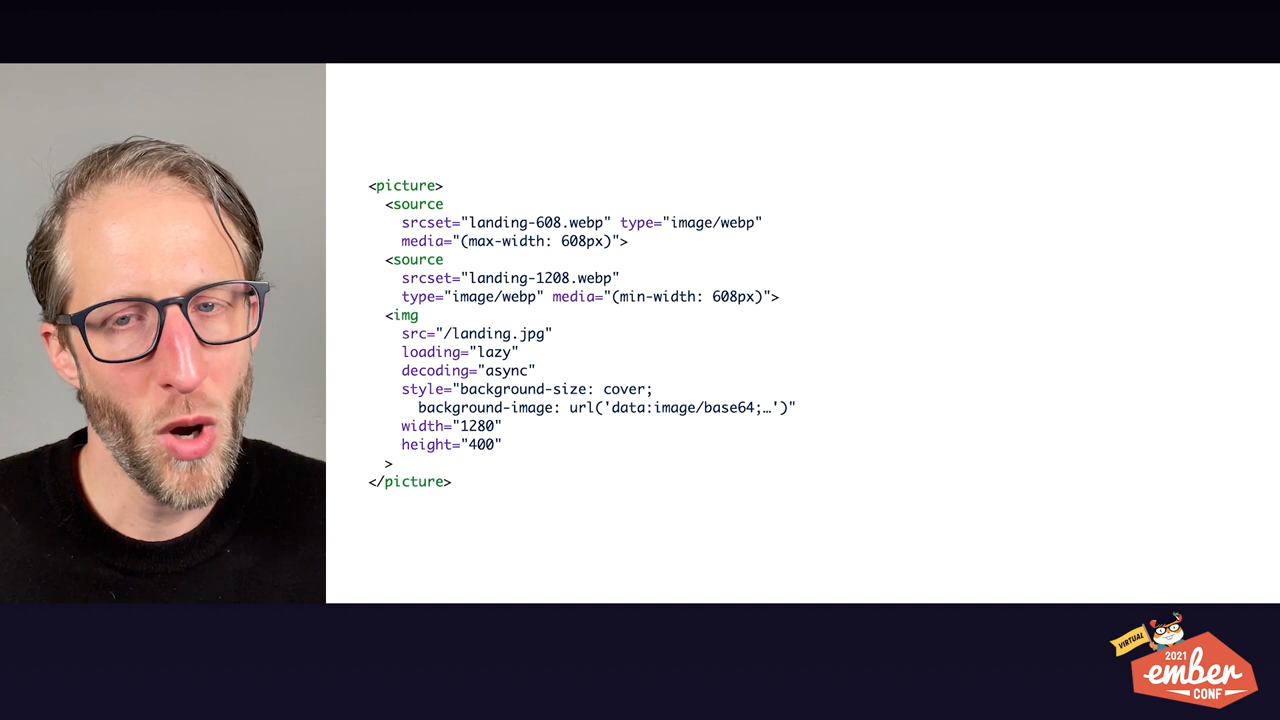 <picture>
<source
srcset="landing-608.webp" type="image/webp"
media="(max-width: 608px)">
<source
srcset="landing-1208.webp"
type="image/webp" media="(min-width: 608px)">
<img
src="/landing.jpg"
loading="lazy"
decoding="async"
style="background-size: cover;
background-image: url('data:image/base64;…')"
width="1280"
height="400"
>
</picture>
VIRTUAL
2021
ember
CONF